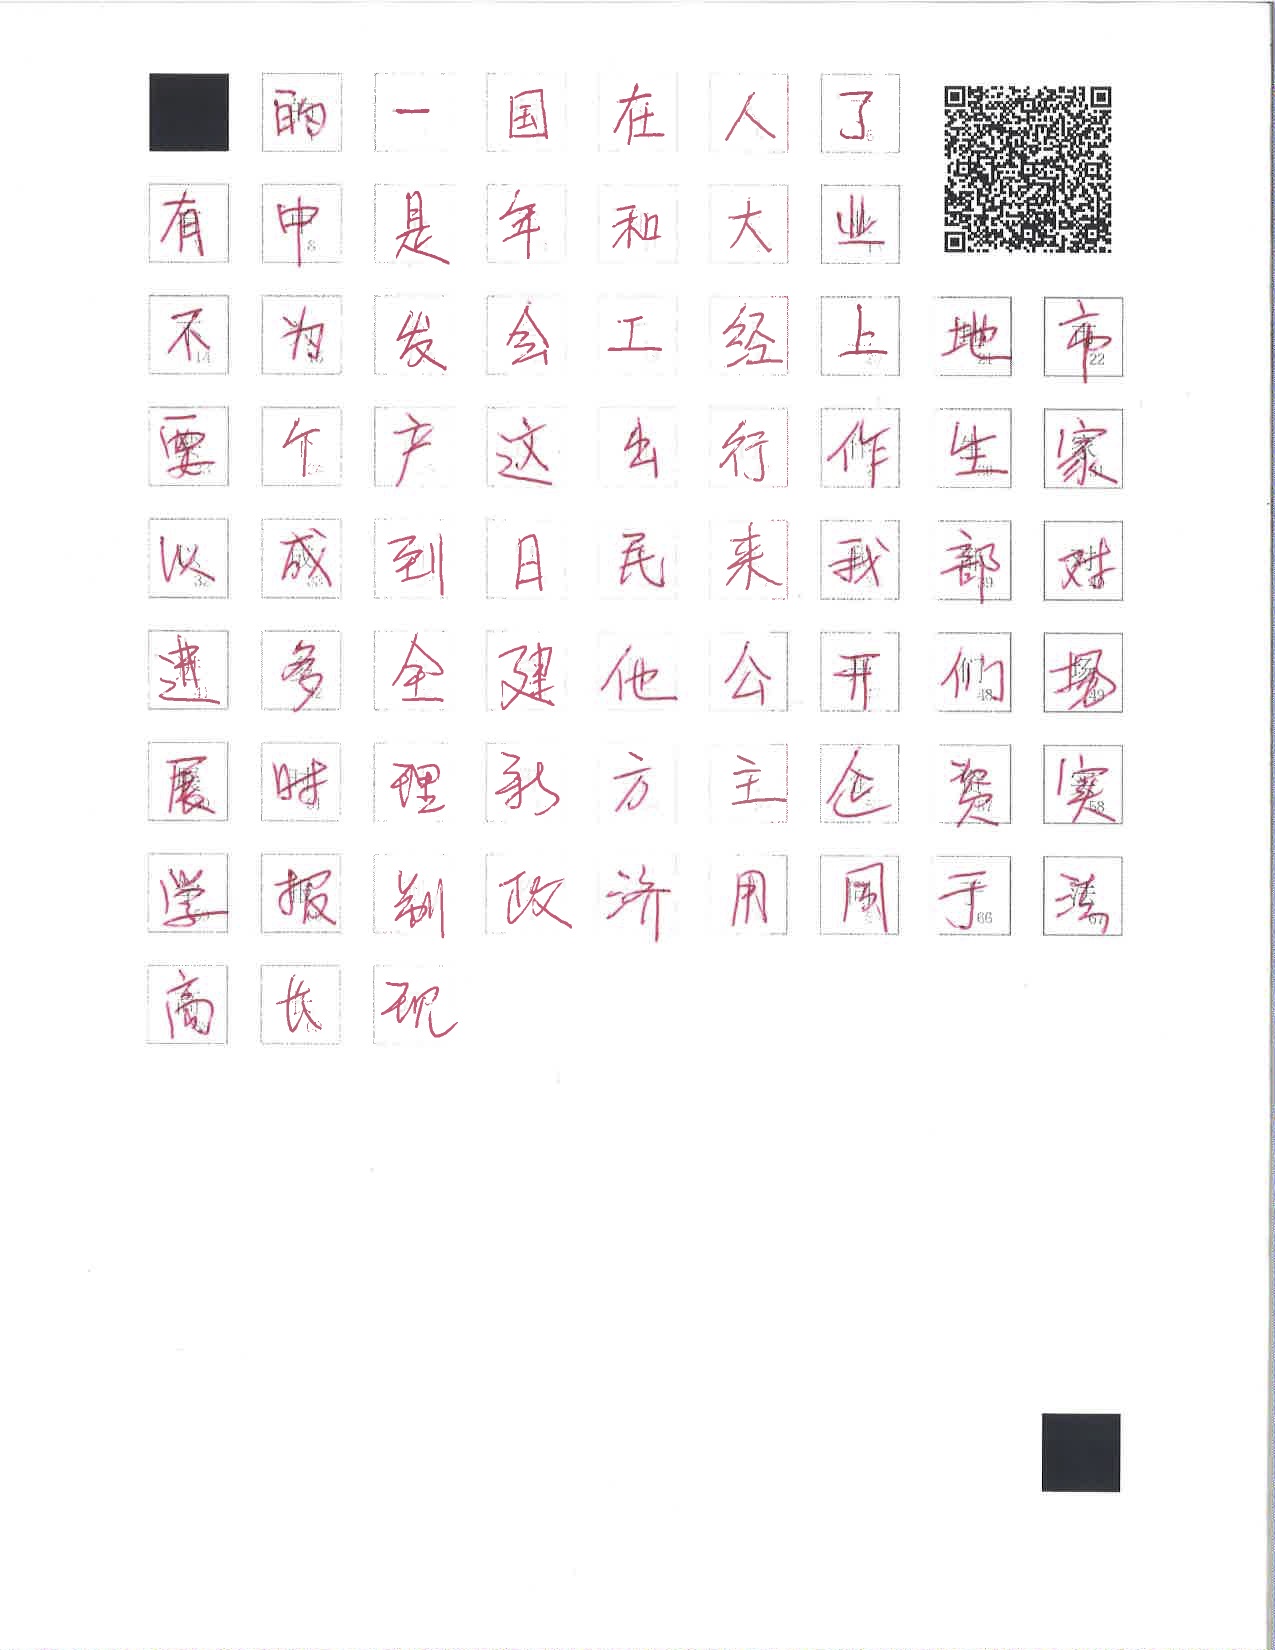 的一国在人了
有中是年和大业
不为发会工经上地市
要个产这出行作生家
以成到日民来我部对
进多全建他公开们场
展时理新方主企资实
学报制政济用同于法
高长现